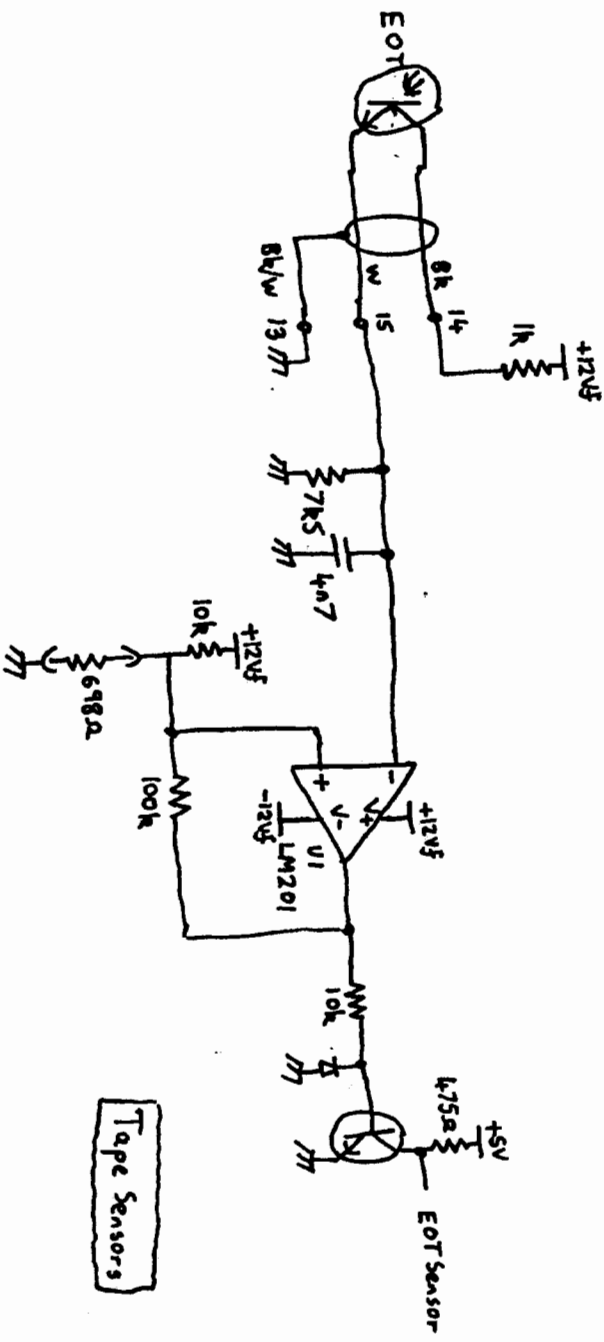 EOT
Bk
14
W
15
Bk/W
13
1k
+12Vf
7k5
4n7
10k
+12Vf
698Ω
100k
-
+
V+
V-
+12Vf
-12Vf
U1
LM201
10k
475Ω
+5V
EOT Sensor
Tape Sensors